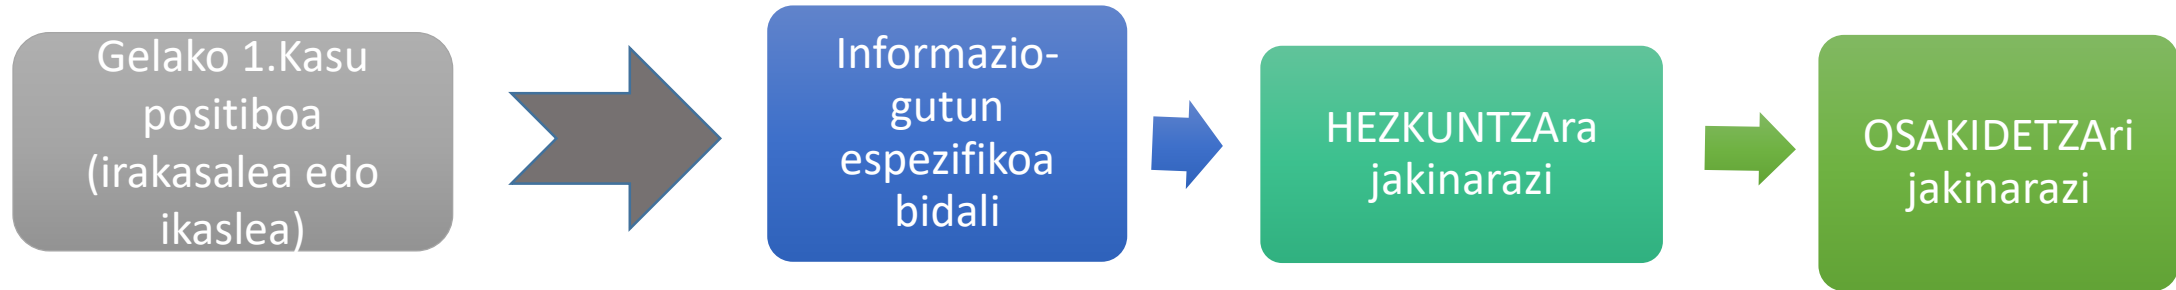 Gelako 1.Kasu
positiboa
(irakasalea edo
ikaslea)
Informazio-
gutun
espezifikoa
bidali
HEZKUNTZAra
jakinarazi
OSAKIDETZAri
jakinarazi